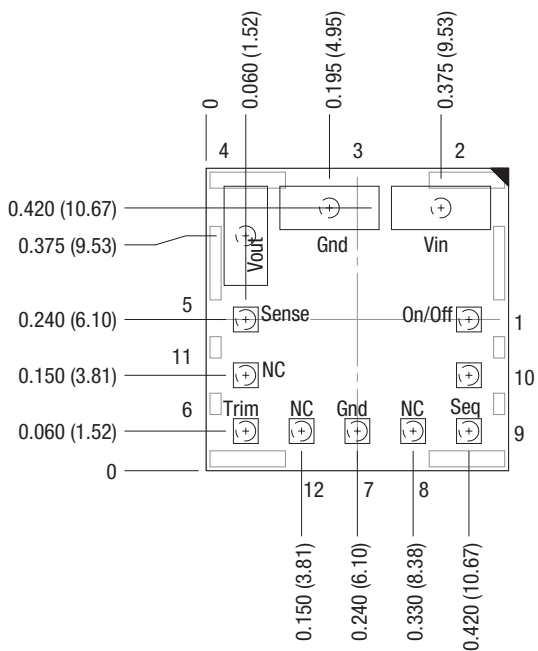 0
0.060 (1.52)
0.195 (4.95)
0.375 (9.53)
4
3
2
0.420 (10.67)
0.375 (9.53)
Vout
Gnd
Vin
0.240 (6.10)
5
Sense
On/Off
1
0.150 (3.81)
11
NC
10
0.060 (1.52)
6
Trim
NC
Gnd
NC
Seq
9
0
12
7
8
0.150 (3.81)
0.240 (6.10)
0.330 (8.38)
0.420 (10.67)